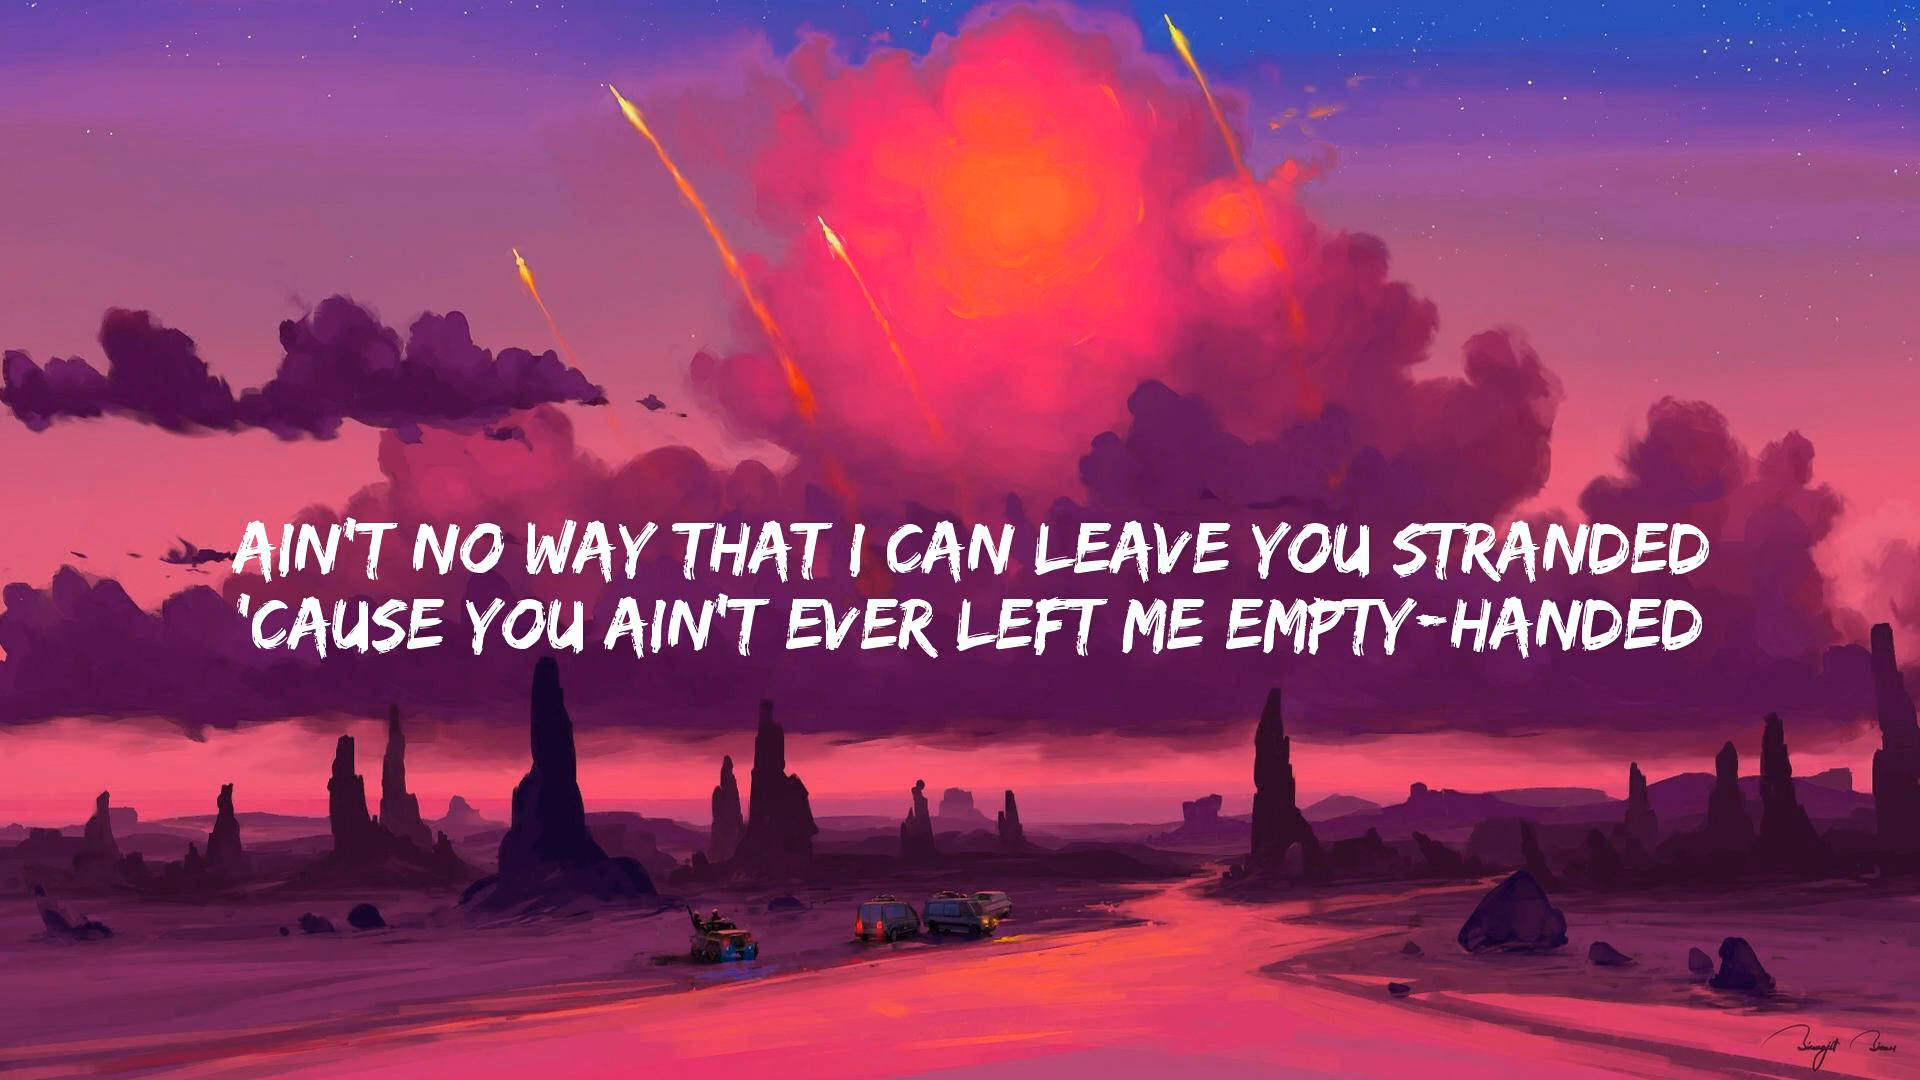 AIN'T NO WAY THAT I CAN LEAVE YOU STRANDED
'CAUSE YOU AIN'T EVER LEFT ME EMPTY-HANDED